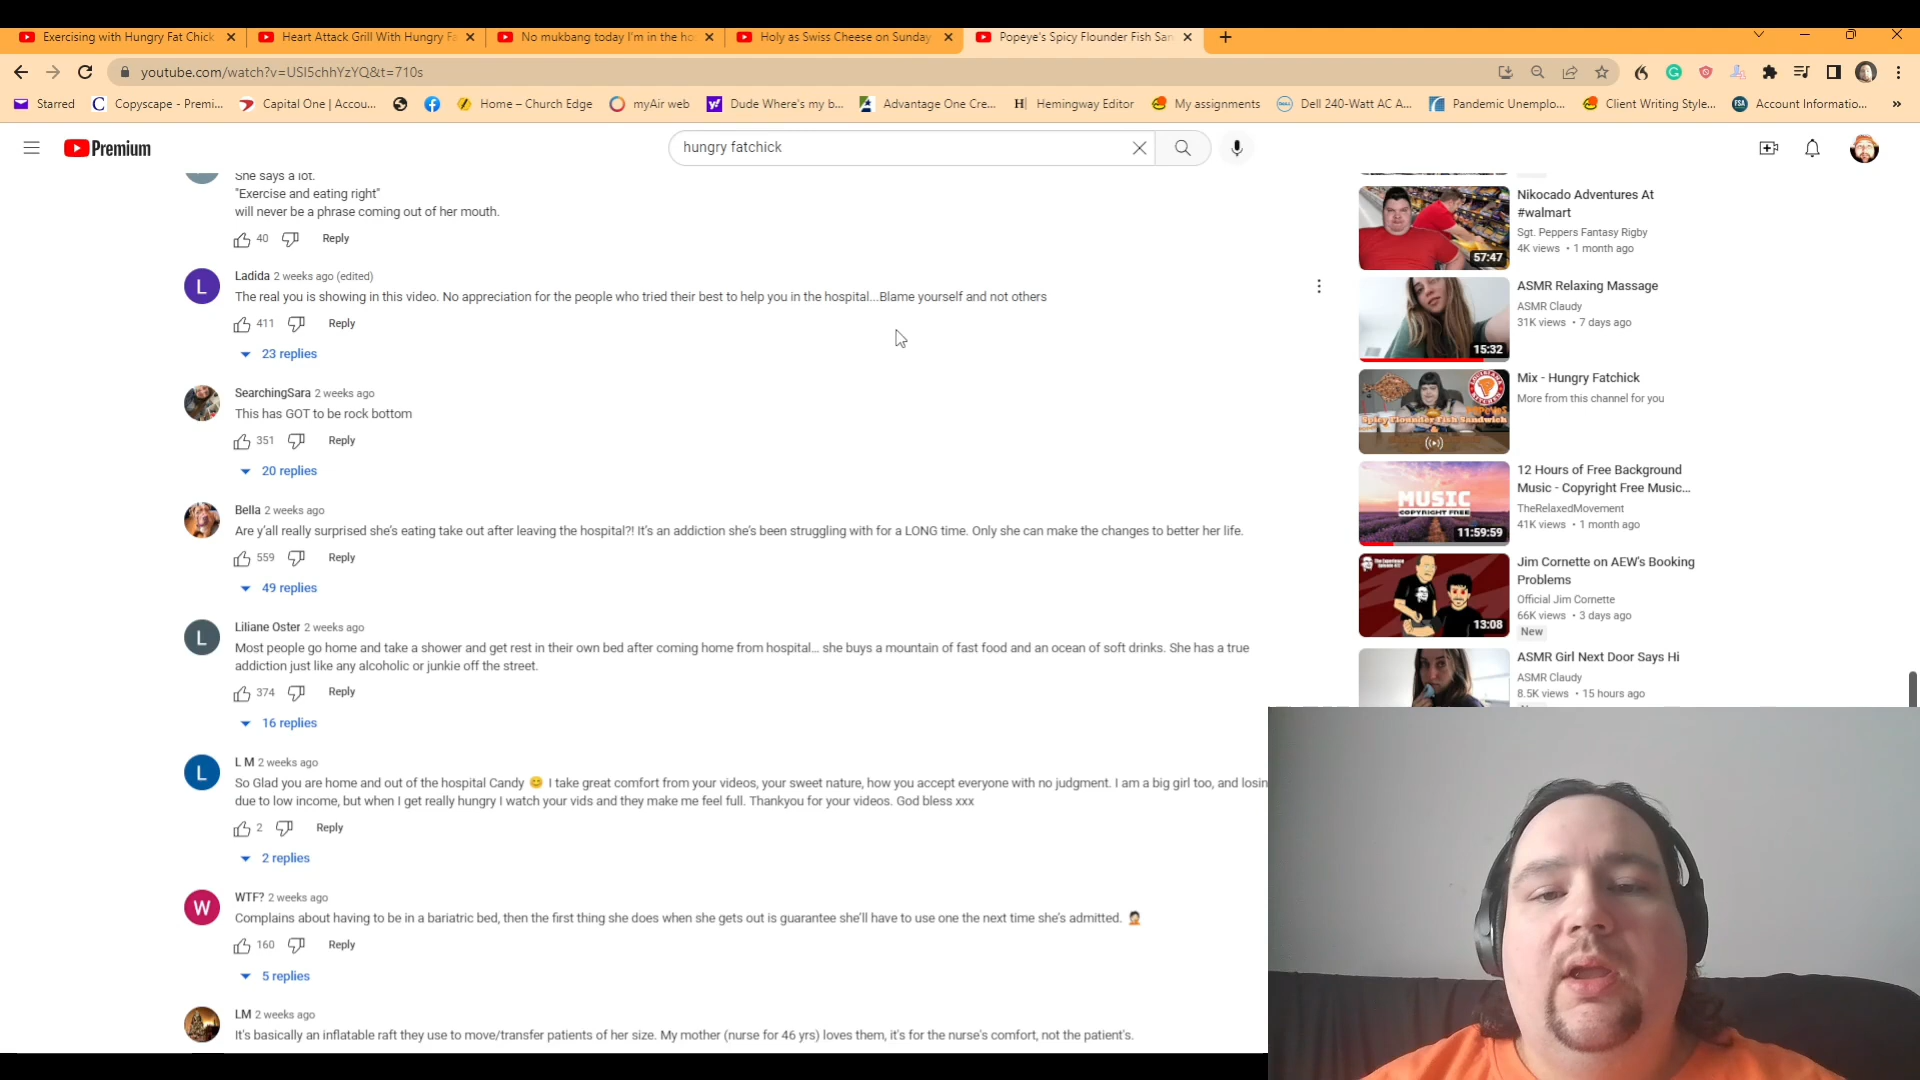 Exercising with Hungry Fat Chick
Heart Attack Grill With Hungry Fa
No mukbang today I'm in the ho
Holy as Swiss Cheese on Sunday
Popeye's Spicy Flounder Fish San
youtube.com/watch?v=USI5chhYzYQ&t=710s
Starred
Copyscape - Premi...
Capital One | Accou...
Home – Church Edge
myAir web
Dude Where's my b...
Advantage One Cre...
Hemingway Editor
My assignments
Dell 240-Watt AC A...
Pandemic Unemplo...
Client Writing Style...
Account Informatio...
Premium
hungry fatchick
She says a lot.
"Exercise and eating right"
will never be a phrase coming out of her mouth.
40 Reply
Ladida 2 weeks ago (edited)
The real you is showing in this video. No appreciation for the people who tried their best to help you in the hospital...Blame yourself and not others
411 Reply
23 replies
SearchingSara 2 weeks ago
This has GOT to be rock bottom
351 Reply
20 replies
Bella 2 weeks ago
Are y'all really surprised she's eating take out after leaving the hospital?! It's an addiction she's been struggling with for a LONG time. Only she can make the changes to better her life.
559 Reply
49 replies
L
Liliane Oster 2 weeks ago
Most people go home and take a shower and get rest in their own bed after coming home from hospital... she buys a mountain of fast food and an ocean of soft drinks. She has a true
addiction just like any alcoholic or junkie off the street.
374 Reply
16 replies
L
L M 2 weeks ago
So Glad you are home and out of the hospital Candy 😊 I take great comfort from your videos, your sweet nature, how you accept everyone with no judgment. I am a big girl too, and losin
due to low income, but when I get really hungry I watch your vids and they make me feel full. Thankyou for your videos. God bless xxx
2 Reply
2 replies
W
WTF? 2 weeks ago
Complains about having to be in a bariatric bed, then the first thing she does when she gets out is guarantee she'll have to use one the next time she's admitted. 🤦
160 Reply
5 replies
LM 2 weeks ago
It's basically an inflatable raft they use to move/transfer patients of her size. My mother (nurse for 46 yrs) loves them, it's for the nurse's comfort, not the patient's.
57:47
Nikocado Adventures At
#walmart
Sgt. Peppers Fantasy Rigby
4K views • 1 month ago
15:32
ASMR Relaxing Massage
ASMR Claudy
31K views • 7 days ago
Spicy Flounder Fish Sandwich
Mix - Hungry Fatchick
More from this channel for you
MUSIC
COPYRIGHT FREE
11:59:59
12 Hours of Free Background
Music - Copyright Free Music...
TheRelaxedMovement
41K views • 1 month ago
13:08
Jim Cornette on AEW's Booking
Problems
Official Jim Cornette
66K views • 3 days ago
New
ASMR Girl Next Door Says Hi
ASMR Claudy
8.5K views • 15 hours ago